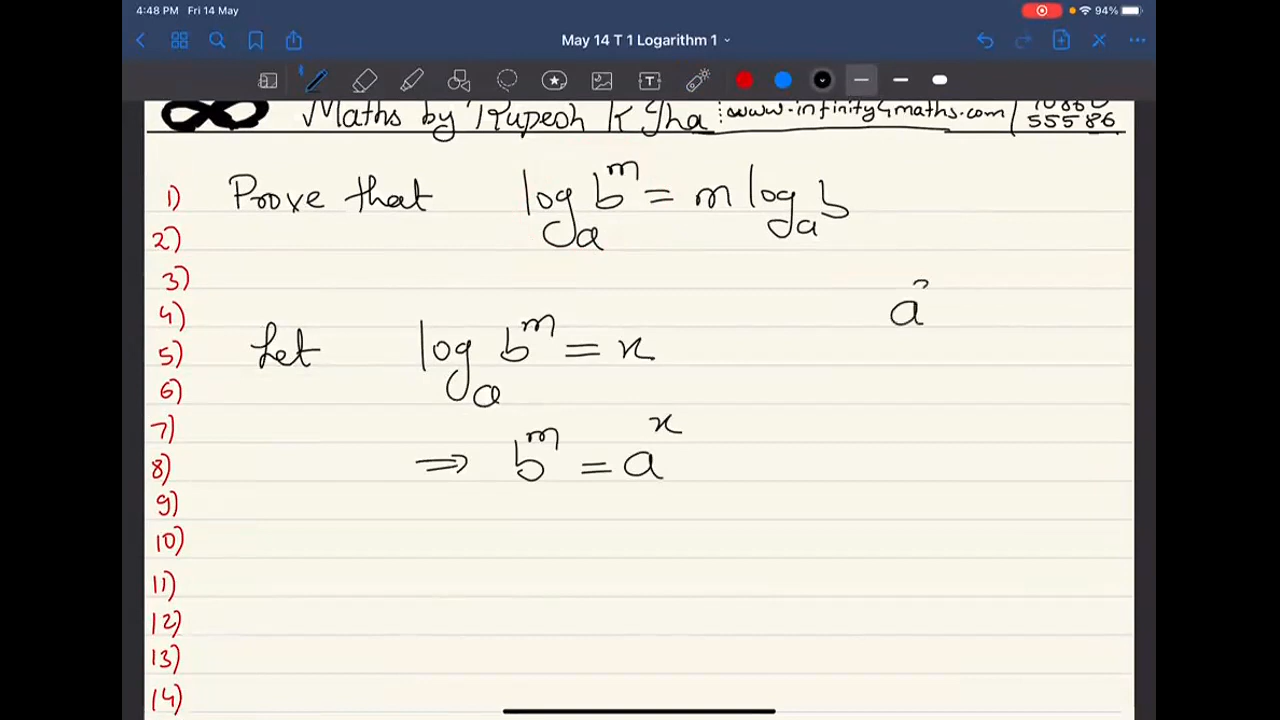 4:48 PM Fri 14 May 94%
May 14 T 1 Logarithm 1
Maths by Rupesh K Jha www.infinity4maths.com
55586
1) Prove that log_a b^m = m log_a b
2)
3)
4) a^
5) Let log_a b^m = x
6)
7)
8) ⇒ b^m = a^x
9)
10)
11)
12)
13)
14)